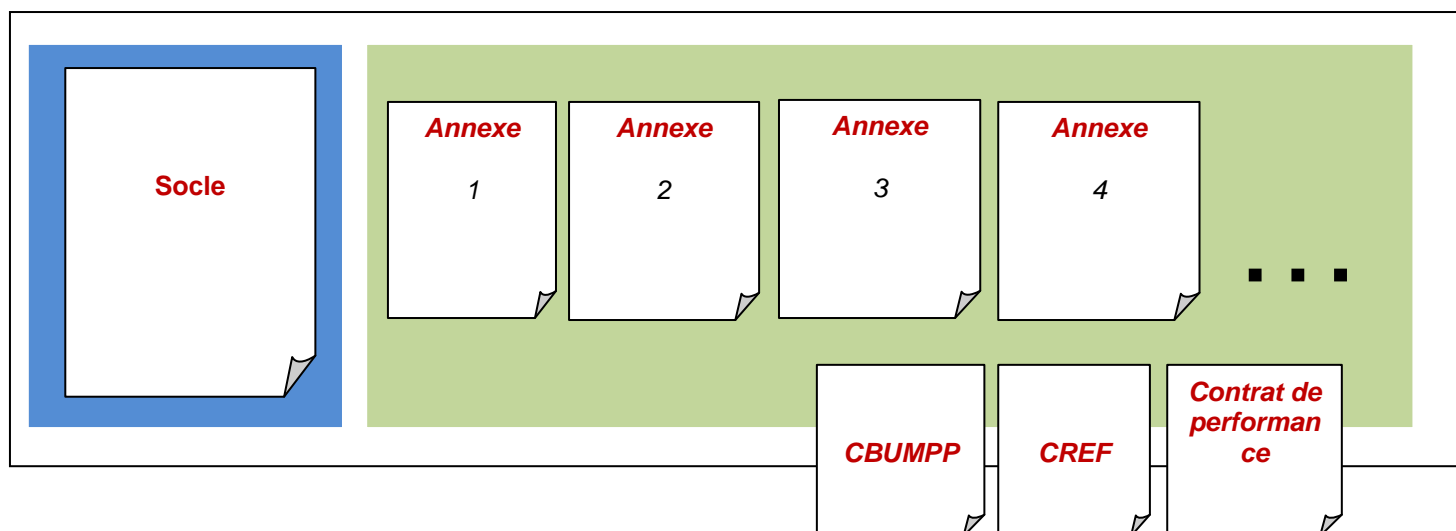 Socle
Annexe
1
Annexe
2
Annexe
3
Annexe
4
...
CBUMPP
CREF
Contrat de
performan
ce